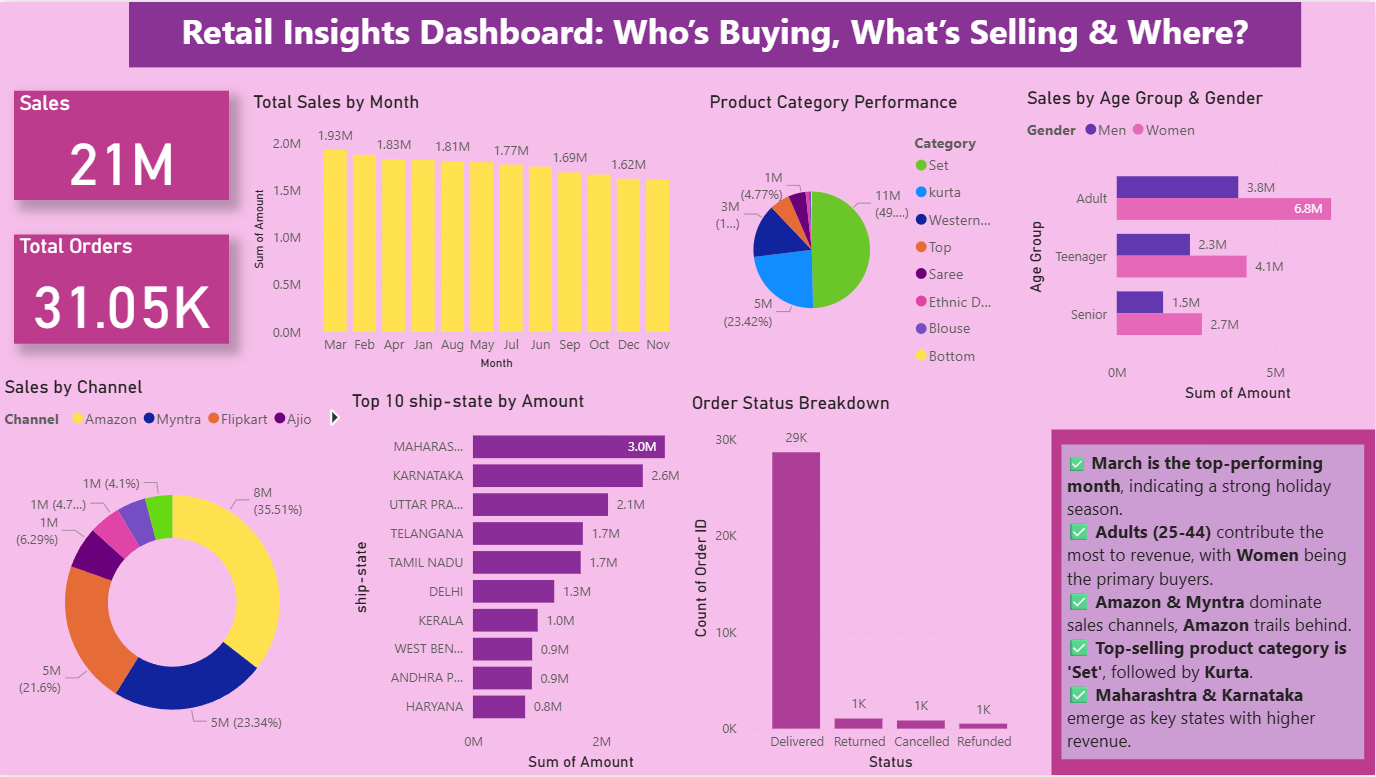 Retail Insights Dashboard: Who's Buying, What's Selling & Where?
Sales
21M
Total Orders
31.05K
Total Sales by Month
Sum of Amount
2.0M
1.5M
1.0M
0.5M
0.0M
1.93M
1.83M
1.81M
1.77M
1.69M
1.62M
Mar Feb Apr Jan Aug May Jul Jun Sep Oct Dec Nov
Month
Product Category Performance
1M
(4.77%)
3M
(1...)
5M
(23.42%)
11M
(49....)
Category
Set
kurta
Western...
Top
Saree
Ethnic D...
Blouse
Bottom
Sales by Age Group & Gender
Gender Men Women
Age Group
Adult
3.8M
6.8M
Teenager
2.3M
4.1M
Senior
1.5M
2.7M
0M 5M
Sum of Amount
Sales by Channel
Channel Amazon Myntra Flipkart Ajio
8M
(35.51%)
5M (23.34%)
5M
(21.6%)
1M
(6.29%)
1M (4.7...)
1M (4.1%)
Top 10 ship-state by Amount
ship-state
MAHARAS... 3.0M
KARNATAKA 2.6M
UTTAR PRA... 2.1M
TELANGANA 1.7M
TAMIL NADU 1.7M
DELHI 1.3M
KERALA 1.0M
WEST BEN... 0.9M
ANDHRA P... 0.9M
HARYANA 0.8M
0M 2M
Sum of Amount
Order Status Breakdown
Count of Order ID
30K
20K
10K
0K
29K
1K
1K
1K
Delivered Returned Cancelled Refunded
Status
✅ March is the top-performing
month, indicating a strong holiday
season.
✅ Adults (25-44) contribute the
most to revenue, with Women being
the primary buyers.
✅ Amazon & Myntra dominate
sales channels, Amazon trails behind.
✅ Top-selling product category is
'Set', followed by Kurta.
✅ Maharashtra & Karnataka
emerge as key states with higher
revenue.